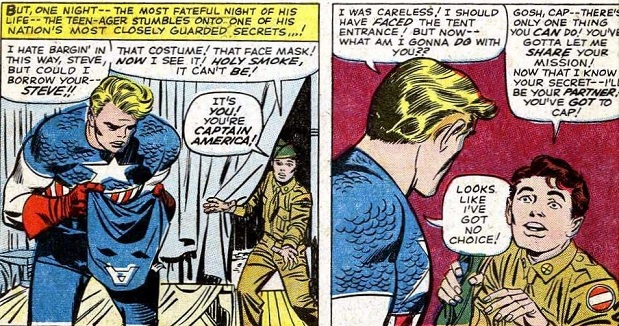 BUT, ONE NIGHT-- THE MOST FATEFUL NIGHT OF HIS
LIFE-- THE TEEN-AGER STUMBLES ONTO ONE OF HIS
NATION'S MOST CLOSELY GUARDED SECRETS,,,!
I HATE BARGIN' IN
THIS WAY, STEVE,
BUT COULD I
BORROW YOUR--
STEVE!!
THAT COSTUME! THAT FACE MASK!
NOW I SEE IT! HOLY SMOKE,
IT CAN'T BE!
IT'S
YOU!
YOU'RE
CAPTAIN
AMERICA!
I WAS CARELESS! I SHOULD
HAVE FACED THE TENT
ENTRANCE! BUT NOW--
WHAT AM I GONNA DO WITH
YOU??
GOSH, CAP--THERE'S
ONLY ONE THING
YOU CAN DO! YOU'VE
GOTTA LET ME
SHARE YOUR
MISSION!
NOW THAT I KNOW
YOUR SECRET--I'LL
BE YOUR PARTNER!
YOU'VE GOT TO
CAP!
LOOKS
LIKE
I'VE
GOT
NO
CHOICE!